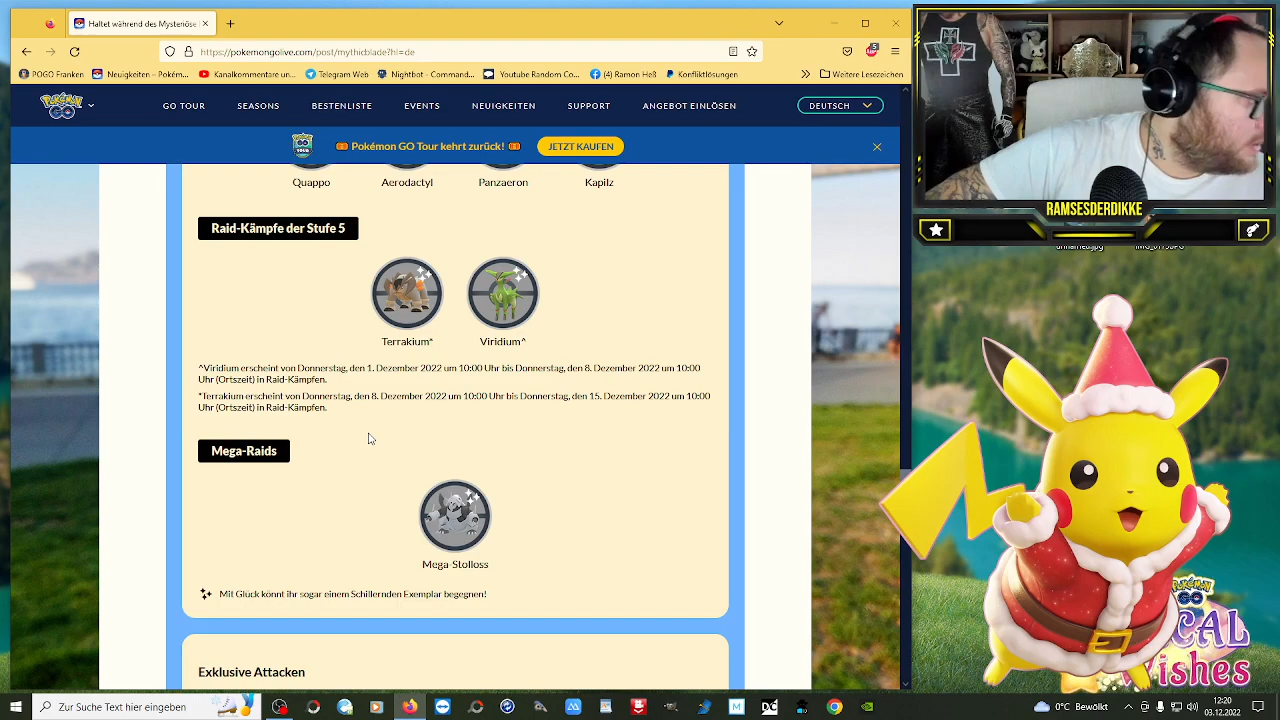 Haltet während des Mysteriöse
https://pokemongolive.com/post/mythicblade?hl=de
POGO Franken
Neuigkeiten – Pokém...
Kanalkommentare un...
Telegram Web
Nightbot - Command...
Youtube Random Co...
(4) Ramon Heß
Konfliktlösungen
Weitere Lesezeichen
POKÉMON GO
GO TOUR
SEASONS
BESTENLISTE
EVENTS
NEUIGKEITEN
SUPPORT
ANGEBOT EINLÖSEN
DEUTSCH
Pokémon GO Tour kehrt zurück!
JETZT KAUFEN
Quappo
Aerodactyl
Panzaeron
Kapilz
Raid-Kämpfe der Stufe 5
Terrakium*
Viridium^
^Viridium erscheint von Donnerstag, den 1. Dezember 2022 um 10:00 Uhr bis Donnerstag, den 8. Dezember 2022 um 10:00
Uhr (Ortszeit) in Raid-Kämpfen.
*Terrakium erscheint von Donnerstag, den 8. Dezember 2022 um 10:00 Uhr bis Donnerstag, den 15. Dezember 2022 um 10:00
Uhr (Ortszeit) in Raid-Kämpfen.
Mega-Raids
Mega-Stolloss
Mit Glück könnt ihr sogar einem Schillernden Exemplar begegnen!
Exklusive Attacken
RAMSESDERDIKKE
POKÉMON
GO
CAL
Wishes
Zur Suche Text hier eingeben
0°C Bewölkt
12:20
03.12.2022